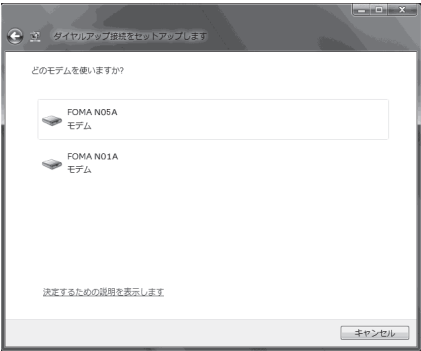 ダイヤルアップ接続をセットアップします
どのモデムを使いますか?
FOMA N05A
モデム
FOMA N01A
モデム
決定するための説明を表示します
キャンセル